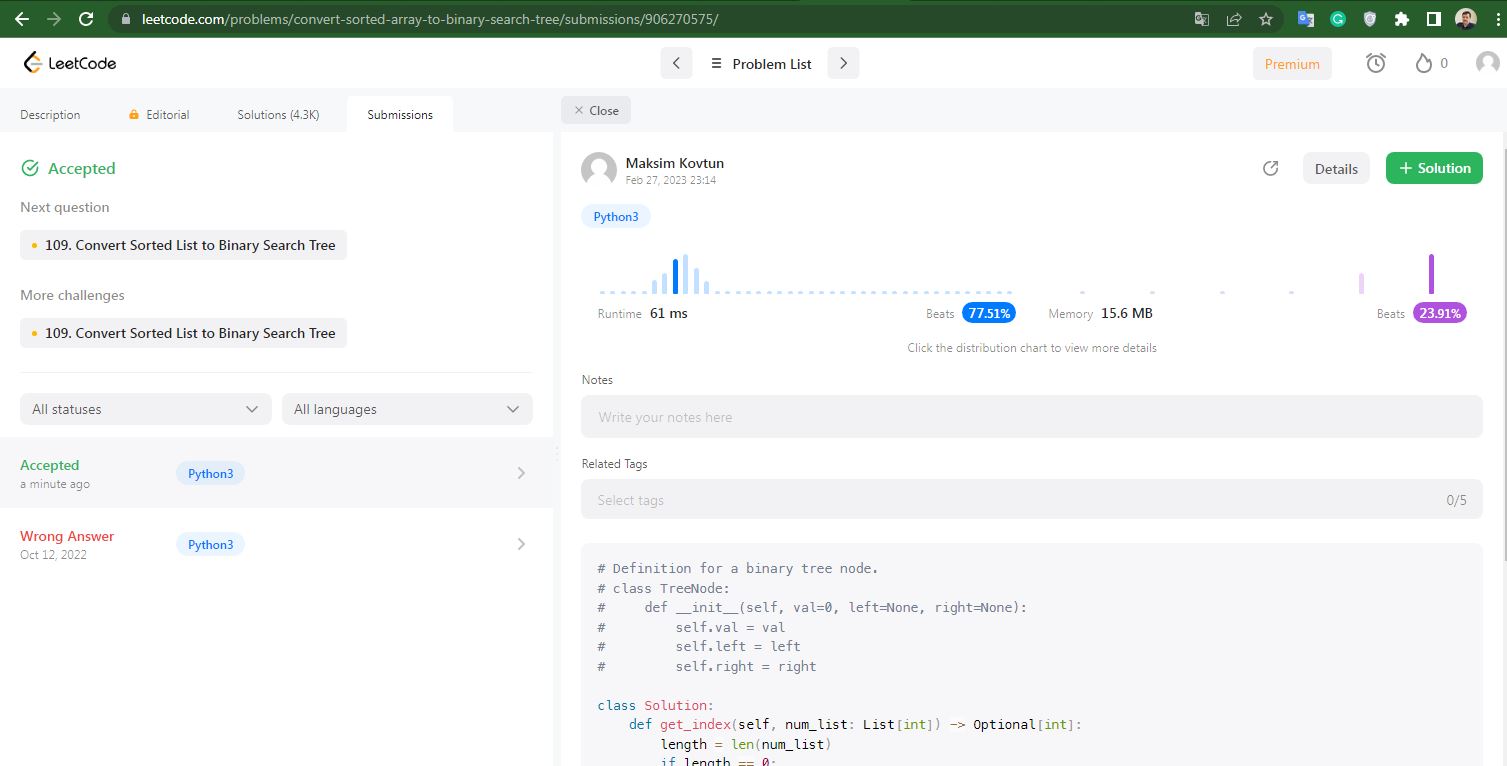 leetcode.com/problems/convert-sorted-array-to-binary-search-tree/submissions/906270575/
LeetCode
Problem List
Premium
0
Description
Editorial
Solutions (4.3K)
Submissions
Close
Accepted
Next question
109. Convert Sorted List to Binary Search Tree
More challenges
109. Convert Sorted List to Binary Search Tree
All statuses
All languages
Accepted
a minute ago
Python3
Wrong Answer
Oct 12, 2022
Python3
Maksim Kovtun
Feb 27, 2023 23:14
Details
+ Solution
Python3
Runtime 61 ms
Beats 77.51%
Memory 15.6 MB
Beats 23.91%
Click the distribution chart to view more details
Notes
Write your notes here
Related Tags
Select tags
0/5
# Definition for a binary tree node.
# class TreeNode:
#     def __init__(self, val=0, left=None, right=None):
#         self.val = val
#         self.left = left
#         self.right = right
class Solution:
    def get_index(self, num_list: List[int]) -> Optional[int]:
        length = len(num_list)
        if length == 0: